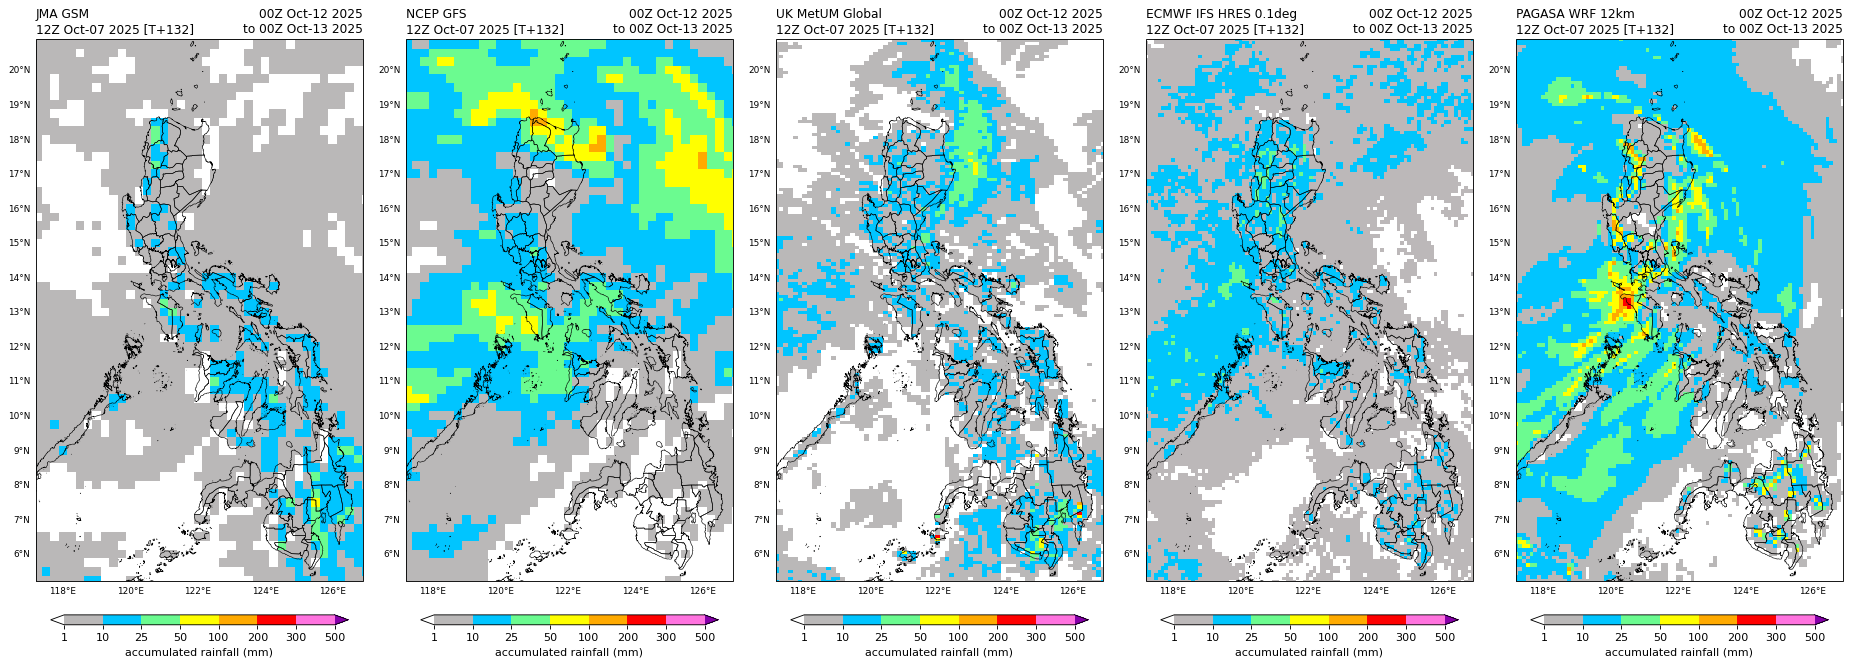 JMA GSM 00Z Oct-12 2025
12Z Oct-07 2025 [T+132] to 00Z Oct-13 2025
20°N
19°N
18°N
17°N
16°N
15°N
14°N
13°N
12°N
11°N
10°N
9°N
8°N
7°N
6°N
118°E 120°E 122°E 124°E 126°E
1 10 25 50 100 200 300 500
accumulated rainfall (mm)
NCEP GFS 00Z Oct-12 2025
12Z Oct-07 2025 [T+132] to 00Z Oct-13 2025
20°N
19°N
18°N
17°N
16°N
15°N
14°N
13°N
12°N
11°N
10°N
9°N
8°N
7°N
6°N
118°E 120°E 122°E 124°E 126°E
1 10 25 50 100 200 300 500
accumulated rainfall (mm)
UK MetUM Global 00Z Oct-12 2025
12Z Oct-07 2025 [T+132] to 00Z Oct-13 2025
20°N
19°N
18°N
17°N
16°N
15°N
14°N
13°N
12°N
11°N
10°N
9°N
8°N
7°N
6°N
118°E 120°E 122°E 124°E 126°E
1 10 25 50 100 200 300 500
accumulated rainfall (mm)
ECMWF IFS HRES 0.1deg 00Z Oct-12 2025
12Z Oct-07 2025 [T+132] to 00Z Oct-13 2025
20°N
19°N
18°N
17°N
16°N
15°N
14°N
13°N
12°N
11°N
10°N
9°N
8°N
7°N
6°N
118°E 120°E 122°E 124°E 126°E
1 10 25 50 100 200 300 500
accumulated rainfall (mm)
PAGASA WRF 12km 00Z Oct-12 2025
12Z Oct-07 2025 [T+132] to 00Z Oct-13 2025
20°N
19°N
18°N
17°N
16°N
15°N
14°N
13°N
12°N
11°N
10°N
9°N
8°N
7°N
6°N
118°E 120°E 122°E 124°E 126°E
1 10 25 50 100 200 300 500
accumulated rainfall (mm)